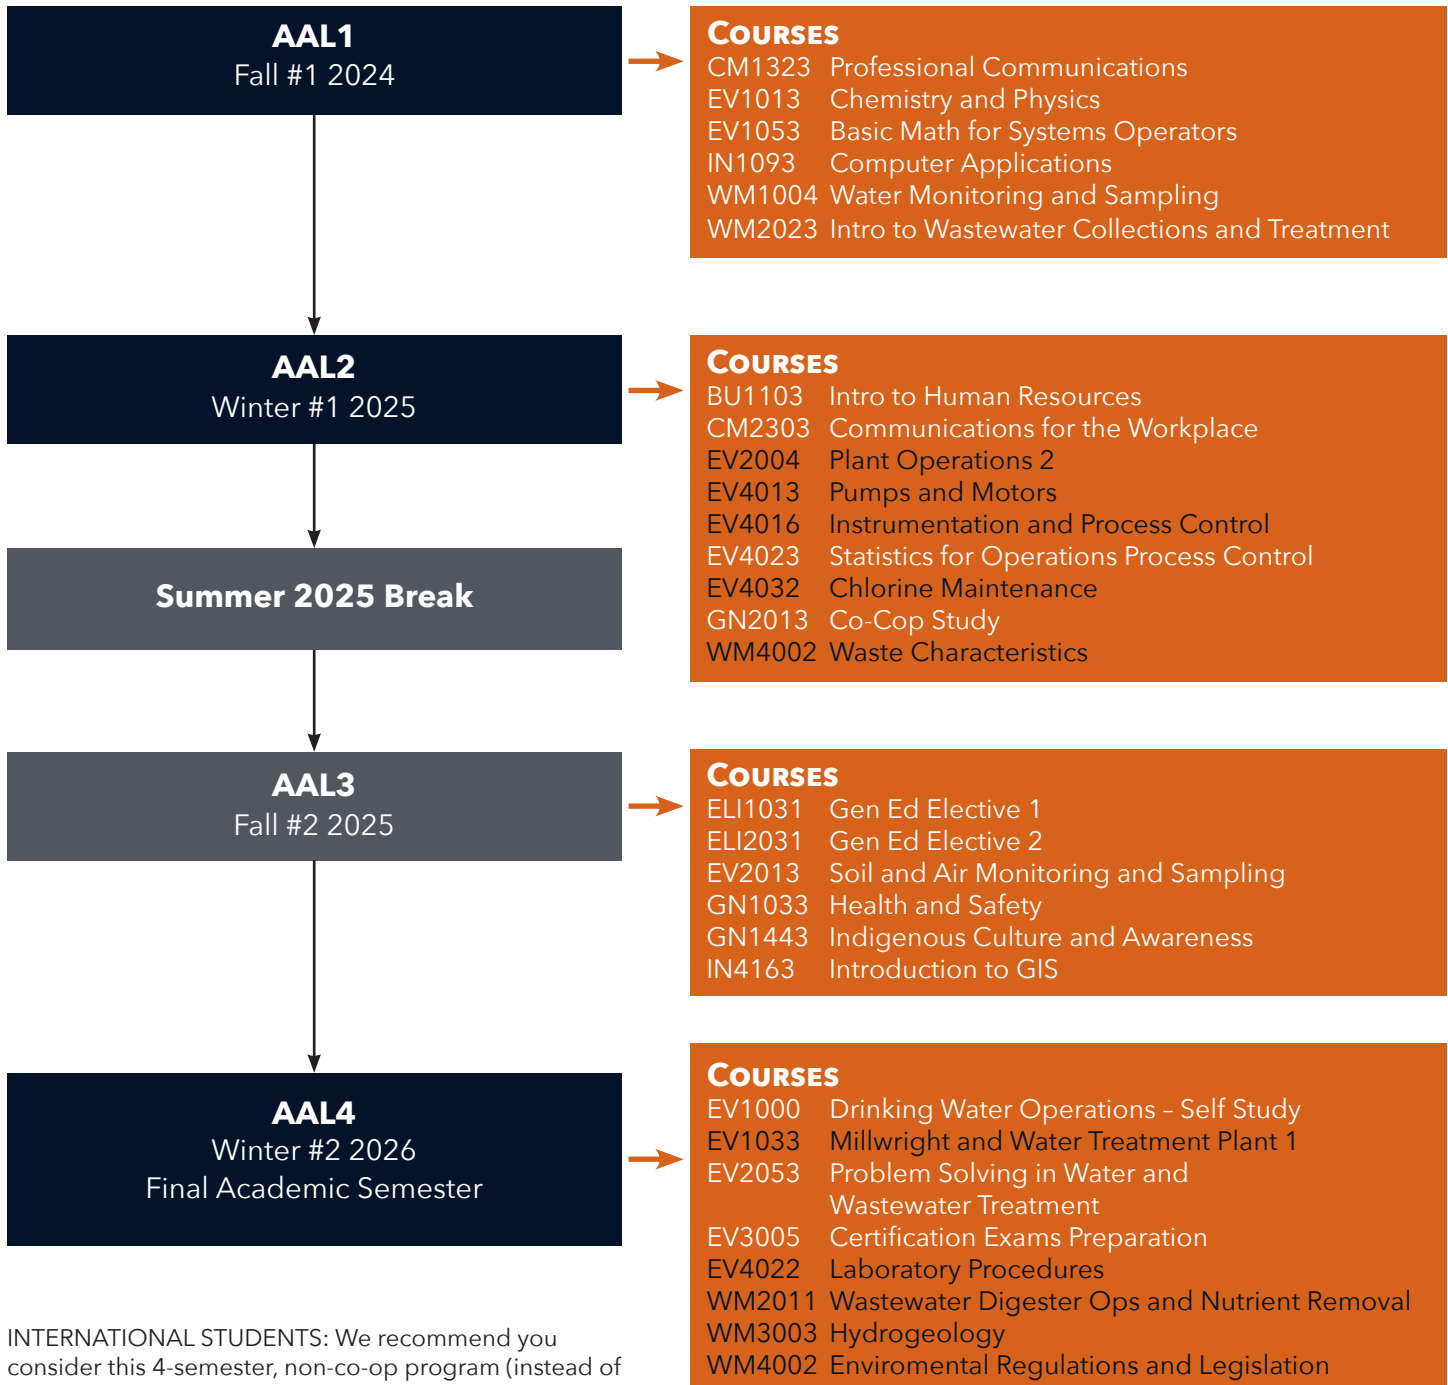 AAL1
Fall #1 2024
COURSES
CM1323 Professional Communications
EV1013 Chemistry and Physics
EV1053 Basic Math for Systems Operators
IN1093 Computer Applications
WM1004 Water Monitoring and Sampling
WM2023 Intro to Wastewater Collections and Treatment
AAL2
Winter #1 2025
COURSES
BU1103 Intro to Human Resources
CM2303 Communications for the Workplace
EV2004 Plant Operations 2
EV4013 Pumps and Motors
EV4016 Instrumentation and Process Control
EV4023 Statistics for Operations Process Control
EV4032 Chlorine Maintenance
GN2013 Co-Cop Study
WM4002 Waste Characteristics
Summer 2025 Break
AAL3
Fall #2 2025
COURSES
ELI1031 Gen Ed Elective 1
ELI2031 Gen Ed Elective 2
EV2013 Soil and Air Monitoring and Sampling
GN1033 Health and Safety
GN1443 Indigenous Culture and Awareness
IN4163 Introduction to GIS
AAL4
Winter #2 2026
Final Academic Semester
COURSES
EV1000 Drinking Water Operations – Self Study
EV1033 Millwright and Water Treatment Plant 1
EV2053 Problem Solving in Water and
Wastewater Treatment
EV3005 Certification Exams Preparation
EV4022 Laboratory Procedures
WM2011 Wastewater Digester Ops and Nutrient Removal
WM3003 Hydrogeology
WM4002 Enviromental Regulations and Legislation
INTERNATIONAL STUDENTS: We recommend you
consider this 4-semester, non-co-op program (instead of